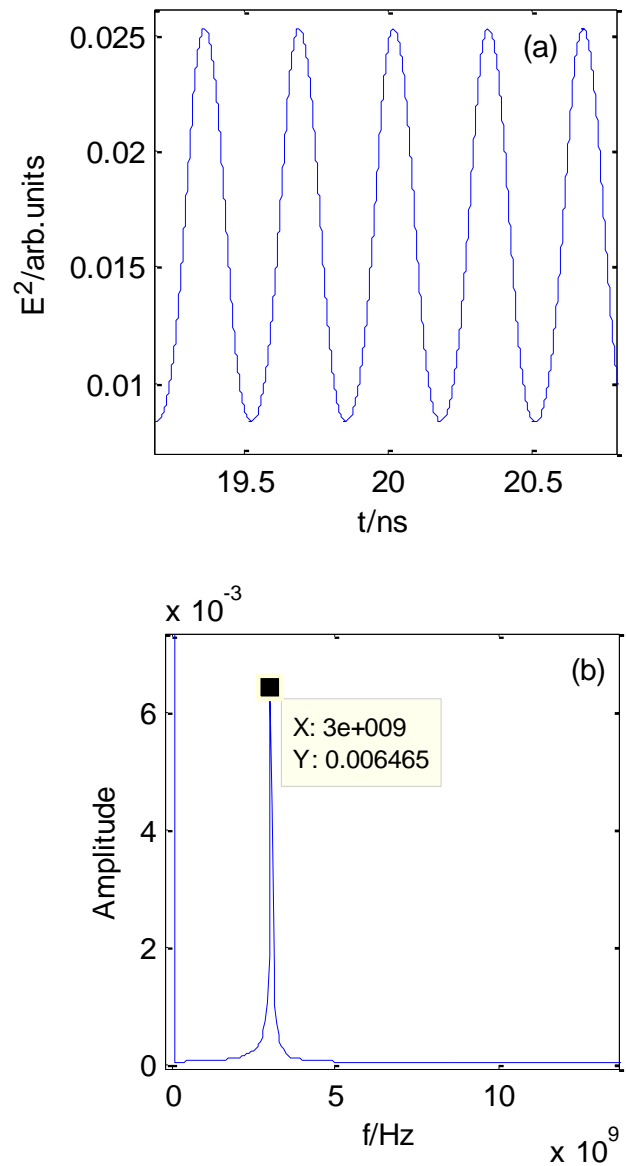 (a)
0.025
0.02
0.015
0.01
E²/arb.units
19.5 20 20.5
t/ns
x 10⁻³
(b)
6
4
2
0
Amplitude
X: 3e+009
Y: 0.006465
0 5 10
f/Hz
x 10⁹